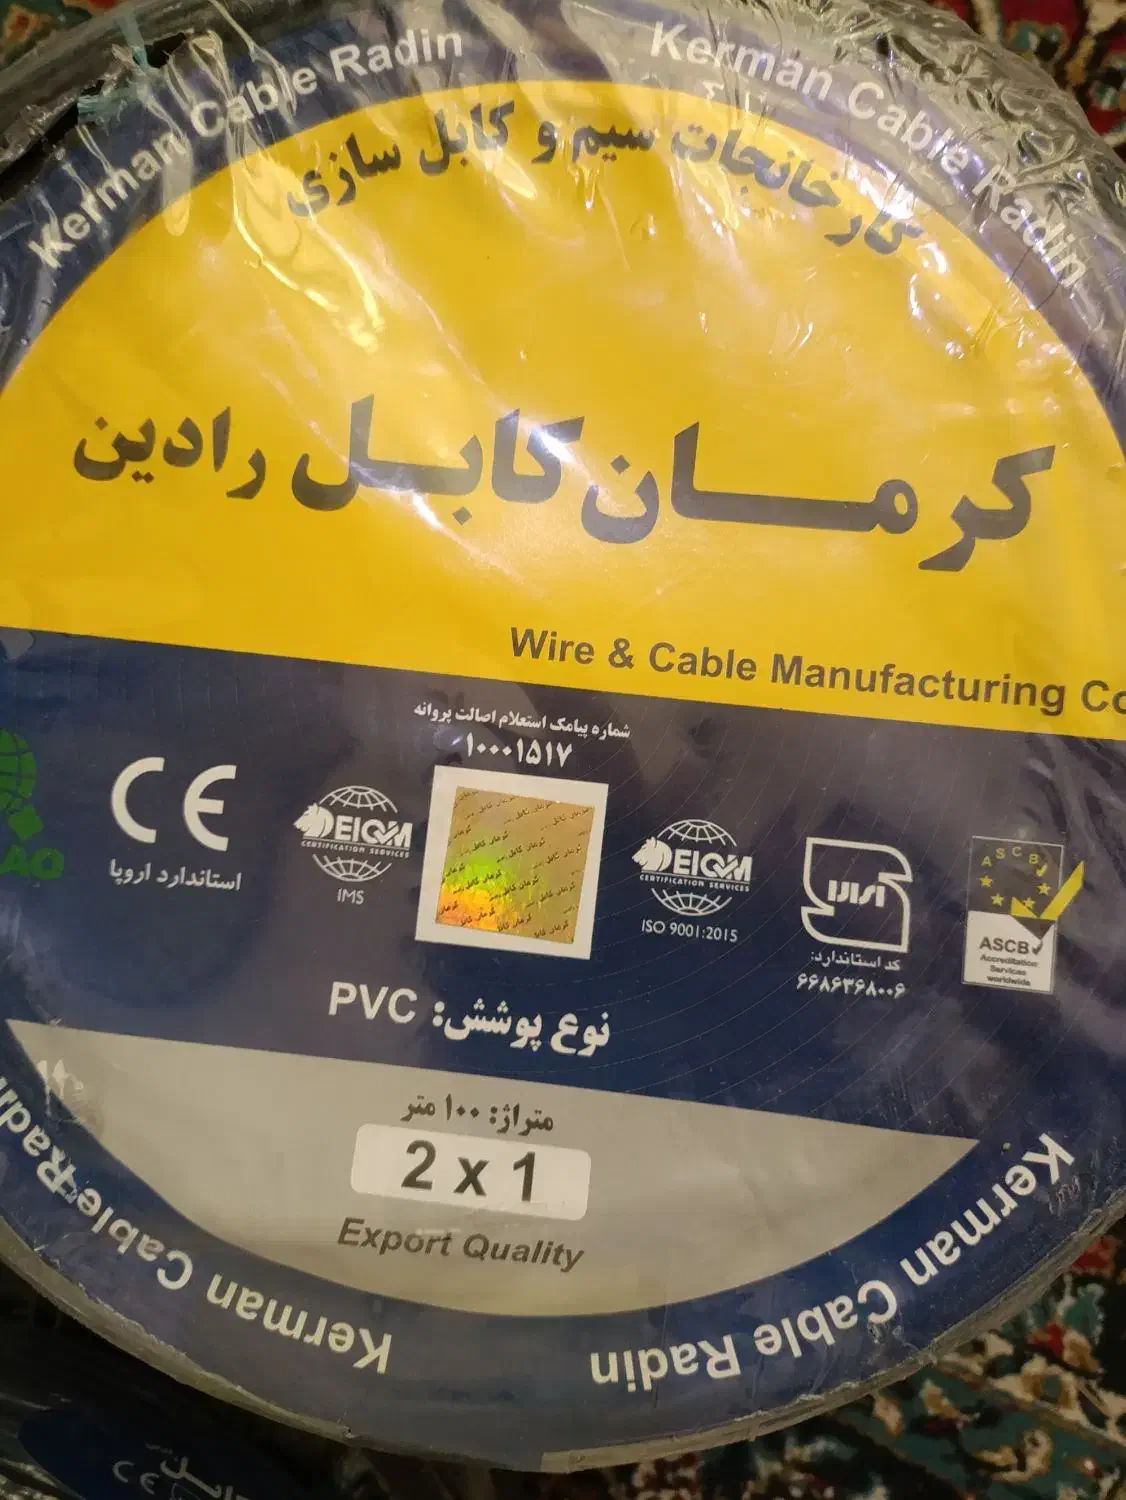 Kerman Cable Radin
Kerman Cable Radin
کارخانجات سیم و کابل سازی
کرمان کابل رادین
Wire & Cable Manufacturing Co
شماره پیامک استعلام اصالت پروانه
۱۰۰۰۱۵۱۷
CE
استاندارد اروپا
DEIQM
CERTIFICATION SERVICES
IMS
DEIQM
CERTIFICATION SERVICES
ISO 9001:2015
کد استاندارد:
۶۶۸۶۳۶۸۰۰۶
ASCB
ASCB
Accreditation
Services
worldwide
نوع پوشش: PVC
متراژ: ۱۰۰ متر
2 x 1
Export Quality
Kerman Cable Radin
Kerman Cable Radin